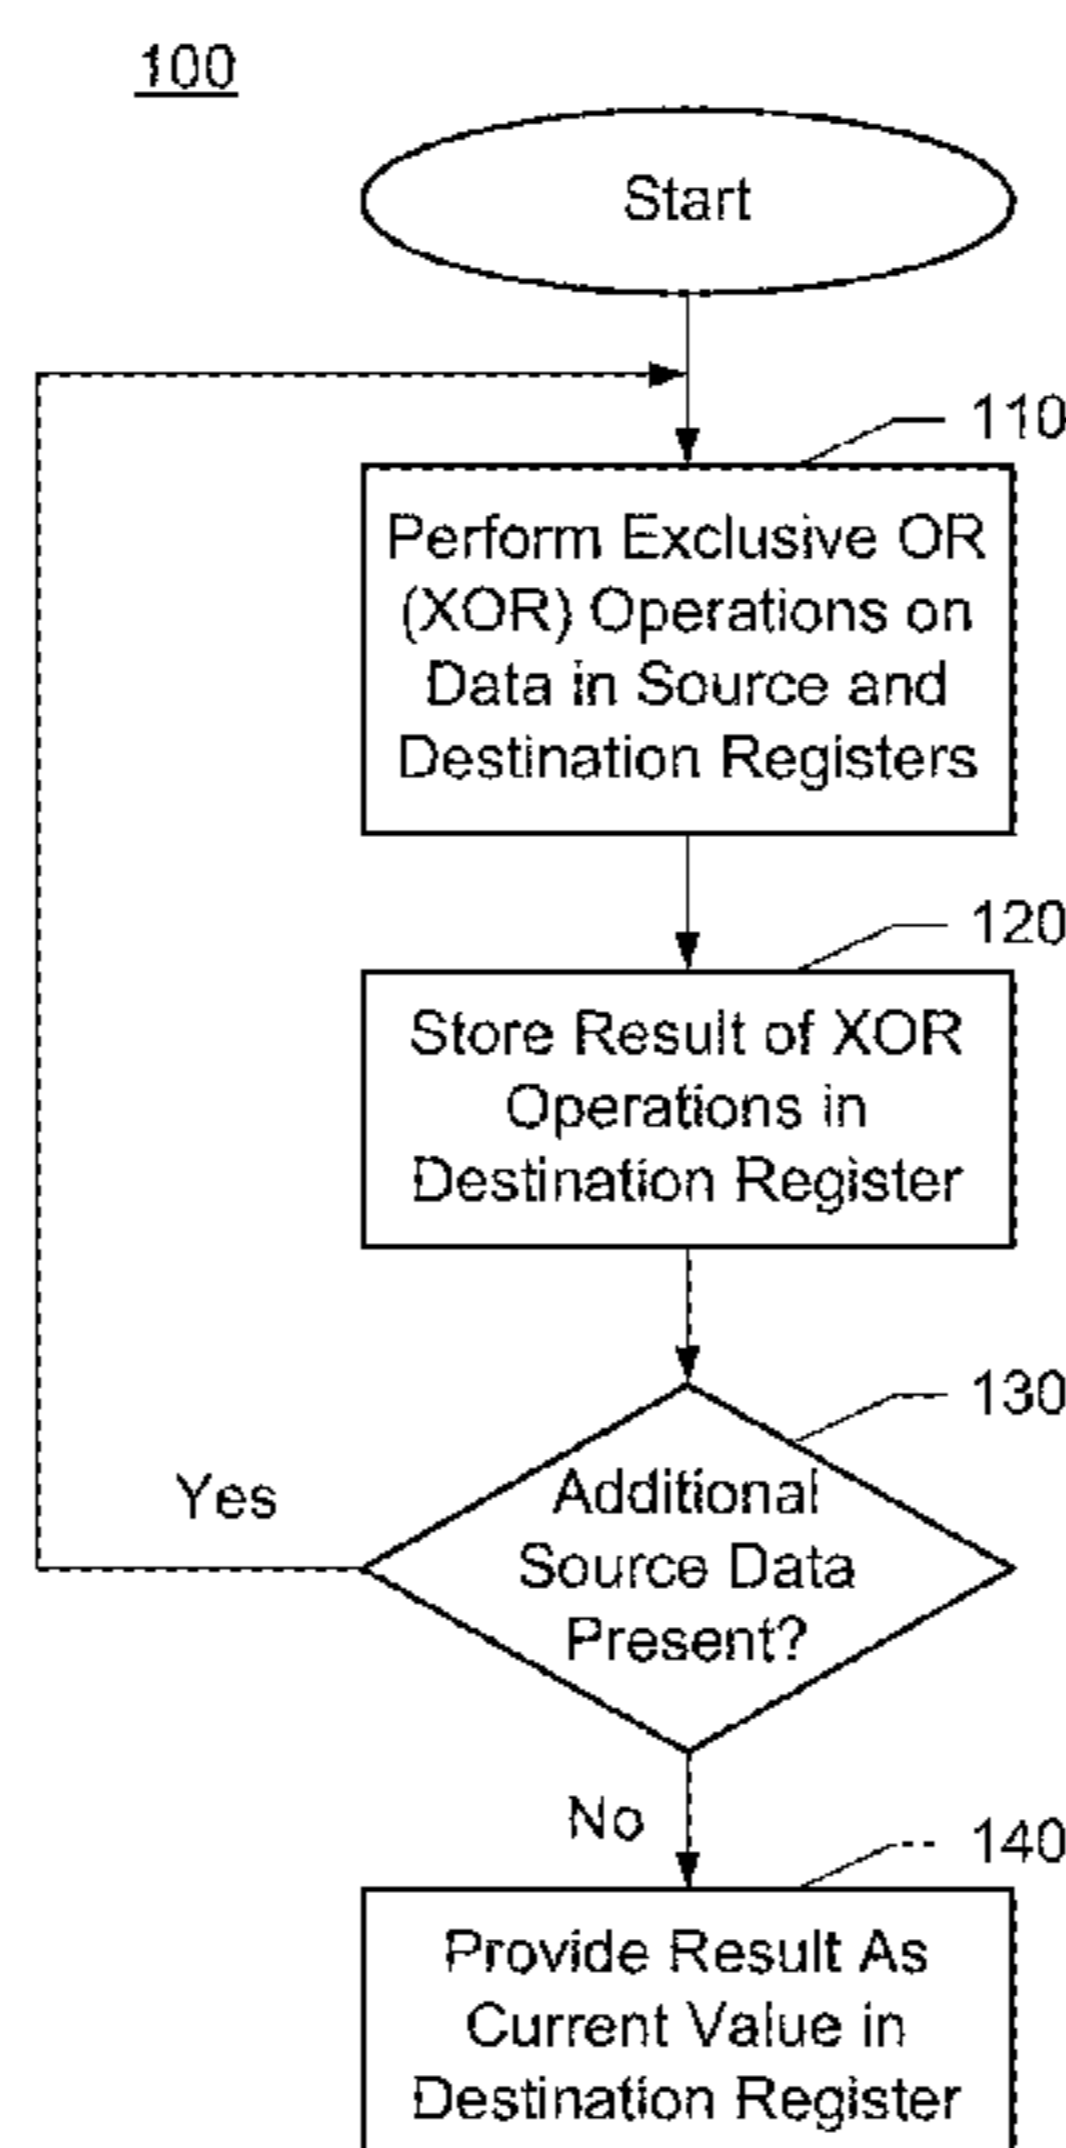 100
Start
110
Perform Exclusive OR
(XOR) Operations on
Data in Source and
Destination Registers
120
Store Result of XOR
Operations in
Destination Register
130
Additional
Source Data
Present?
Yes
No
140
Provide Result As
Current Value in
Destination Register